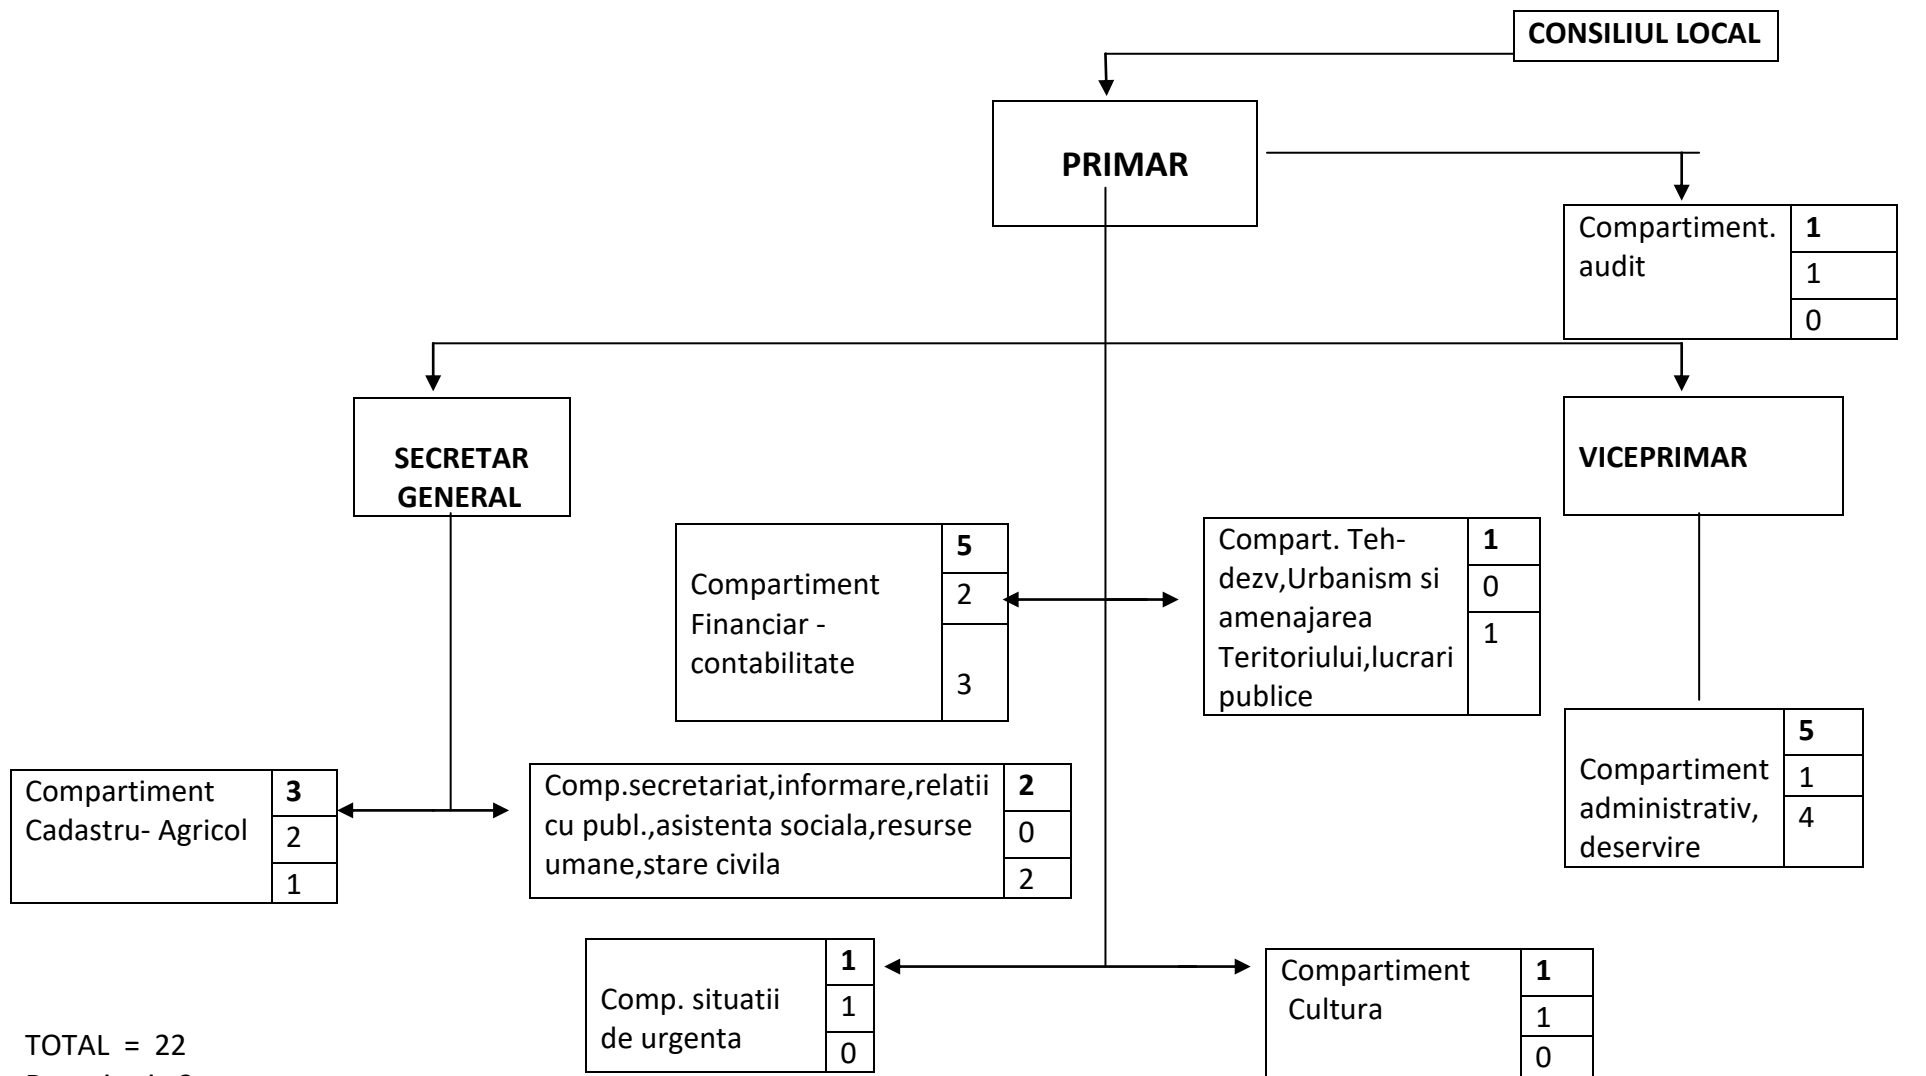 CONSILIUL LOCAL
PRIMAR
Compartiment.
audit
1
1
0
SECRETAR
GENERAL
VICEPRIMAR
Compartiment
Financiar -
contabilitate
5
2
3
Compart. Teh-
dezv,Urbanism si
amenajarea
Teritoriului,lucrari
publice
1
0
1
Compartiment
administrativ,
deservire
5
1
4
Compartiment
Cadastru- Agricol
3
2
1
Comp.secretariat,informare,relatii
cu publ.,asistenta sociala,resurse
umane,stare civila
2
0
2
Comp. situatii
de urgenta
1
1
0
Compartiment
Cultura
1
1
0
TOTAL = 22